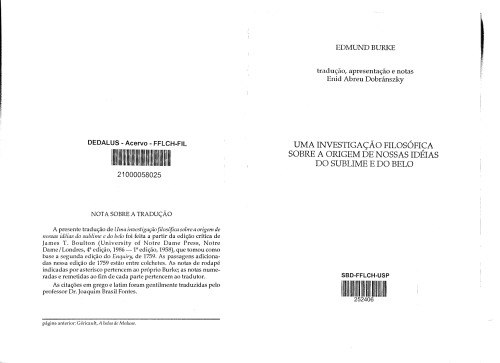 DEDALUS - Acervo - FFLCH-FIL
21000058025
NOTA SOBRE A TRADUÇÃO
A presente tradução de Uma investigação filosófica sobre a origem de
nossas idéias do sublime e do belo foi feita a partir da edição crítica de
James T. Boulton (University of Notre Dame Press, Notre
Dame/Londres, 4ª edição, 1986 — 1ª edição, 1958), que tomou como
base a segunda edição do Enquiry, de 1759. As passagens adiciona-
das nessa edição de 1759 estão entre colchetes. As notas de rodapé
indicadas por asterisco pertencem ao próprio Burke; as notas nume-
radas e remetidas ao fim de cada parte pertencem ao tradutor.
As citações em grego e latim foram gentilmente traduzidas pelo
professor Dr. Joaquim Brasil Fontes.
página anterior: Géricault, A balsa do Medusa.
EDMUND BURKE
tradução, apresentação e notas
Enid Abreu Dobránszky
UMA INVESTIGAÇÃO FILOSÓFICA
SOBRE A ORIGEM DE NOSSAS IDÉIAS
DO SUBLIME E DO BELO
SBD-FFLCH-USP
252406